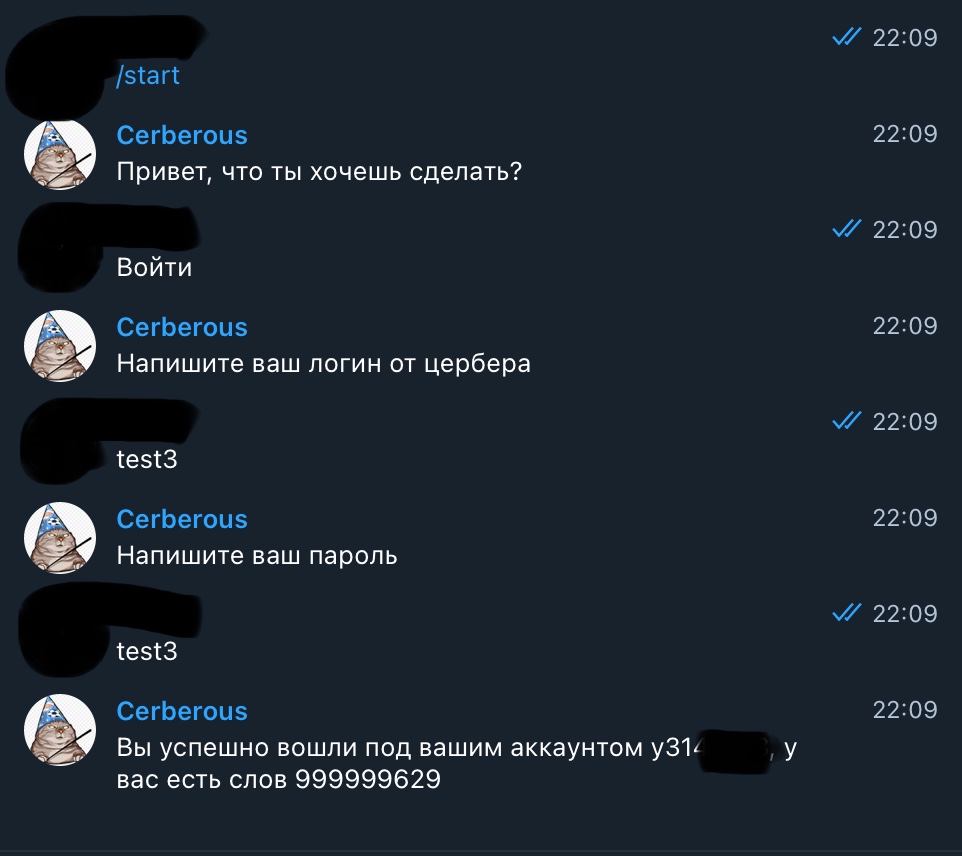 22:09
/start
Cerberous 22:09
Привет, что ты хочешь сделать?
22:09
Войти
Cerberous 22:09
Напишите ваш логин от цербера
22:09
test3
Cerberous 22:09
Напишите ваш пароль
22:09
test3
Cerberous 22:09
Вы успешно вошли под вашим аккаунтом , у
вас есть слов 999999629